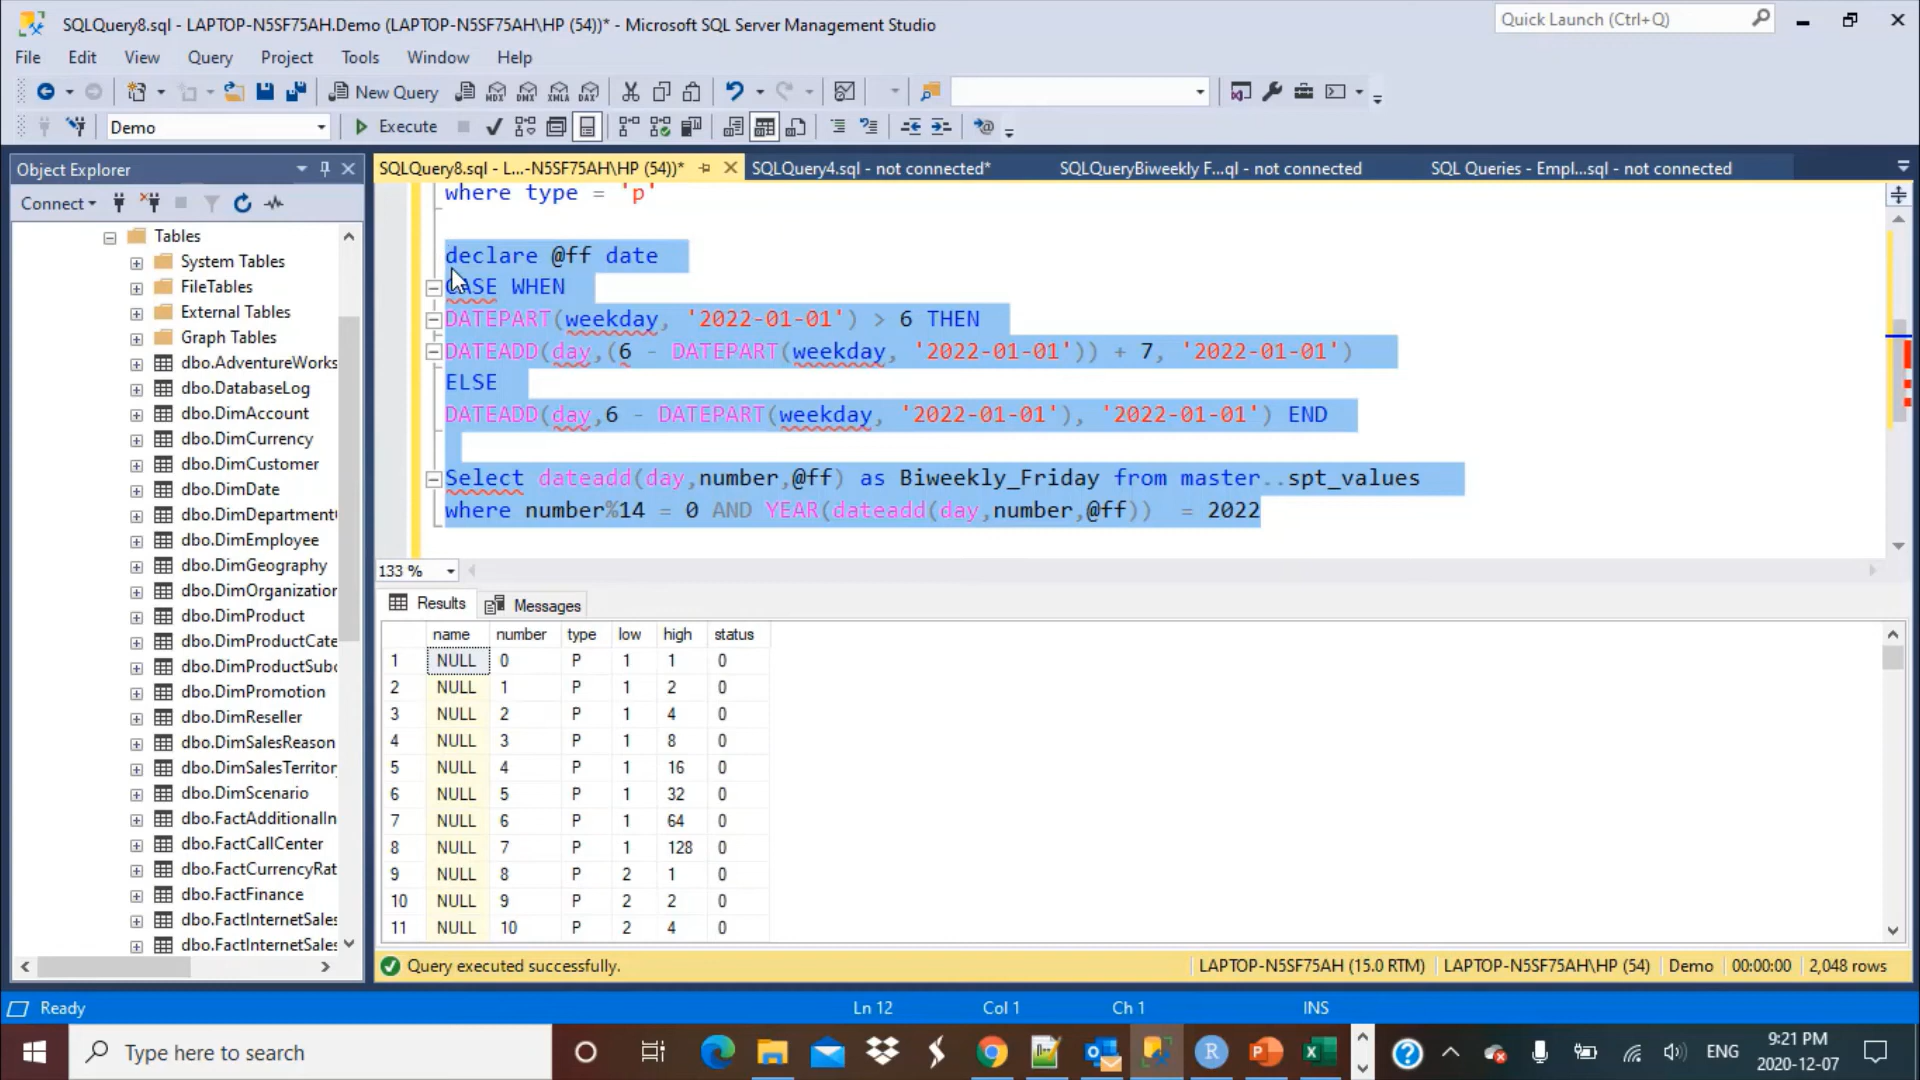 SQLQuery8.sql - LAPTOP-N5SF75AH.Demo (LAPTOP-N5SF75AH\HP (54))* - Microsoft SQL Server Management Studio
Quick Launch (Ctrl+Q)
File Edit View Query Project Tools Window Help
New Query
MDX DMX XMLA DAX
Demo Execute
Object Explorer
SQLQuery8.sql - L...-N5SF75AH\HP (54))* SQLQuery4.sql - not connected* SQLQueryBiweekly F...ql - not connected SQL Queries - Empl...sql - not connected
Connect
Tables
System Tables
FileTables
External Tables
Graph Tables
dbo.AdventureWorks
dbo.DatabaseLog
dbo.DimAccount
dbo.DimCurrency
dbo.DimCustomer
dbo.DimDate
dbo.DimDepartment
dbo.DimEmployee
dbo.DimGeography
dbo.DimOrganization
dbo.DimProduct
dbo.DimProductCate
dbo.DimProductSub
dbo.DimPromotion
dbo.DimReseller
dbo.DimSalesReason
dbo.DimSalesTerritor
dbo.DimScenario
dbo.FactAdditionalIn
dbo.FactCallCenter
dbo.FactCurrencyRat
dbo.FactFinance
dbo.FactInternetSales
dbo.FactInternetSales
where type = 'p'
declare @ff date
CASE WHEN
DATEPART(weekday, '2022-01-01') > 6 THEN
DATEADD(day,(6 - DATEPART(weekday, '2022-01-01')) + 7, '2022-01-01')
ELSE
DATEADD(day,6 - DATEPART(weekday, '2022-01-01'), '2022-01-01') END
Select dateadd(day,number,@ff) as Biweekly_Friday from master..spt_values
where number%14 = 0 AND YEAR(dateadd(day,number,@ff)) = 2022
133 %
Results Messages
name number type low high status
1 NULL 0 P 1 1 0
2 NULL 1 P 1 2 0
3 NULL 2 P 1 4 0
4 NULL 3 P 1 8 0
5 NULL 4 P 1 16 0
6 NULL 5 P 1 32 0
7 NULL 6 P 1 64 0
8 NULL 7 P 1 128 0
9 NULL 8 P 2 1 0
10 NULL 9 P 2 2 0
11 NULL 10 P 2 4 0
Query executed successfully. LAPTOP-N5SF75AH (15.0 RTM) LAPTOP-N5SF75AH\HP (54) Demo 00:00:00 2,048 rows
Ready Ln 12 Col 1 Ch 1 INS
Type here to search
ENG
9:21 PM
2020-12-07